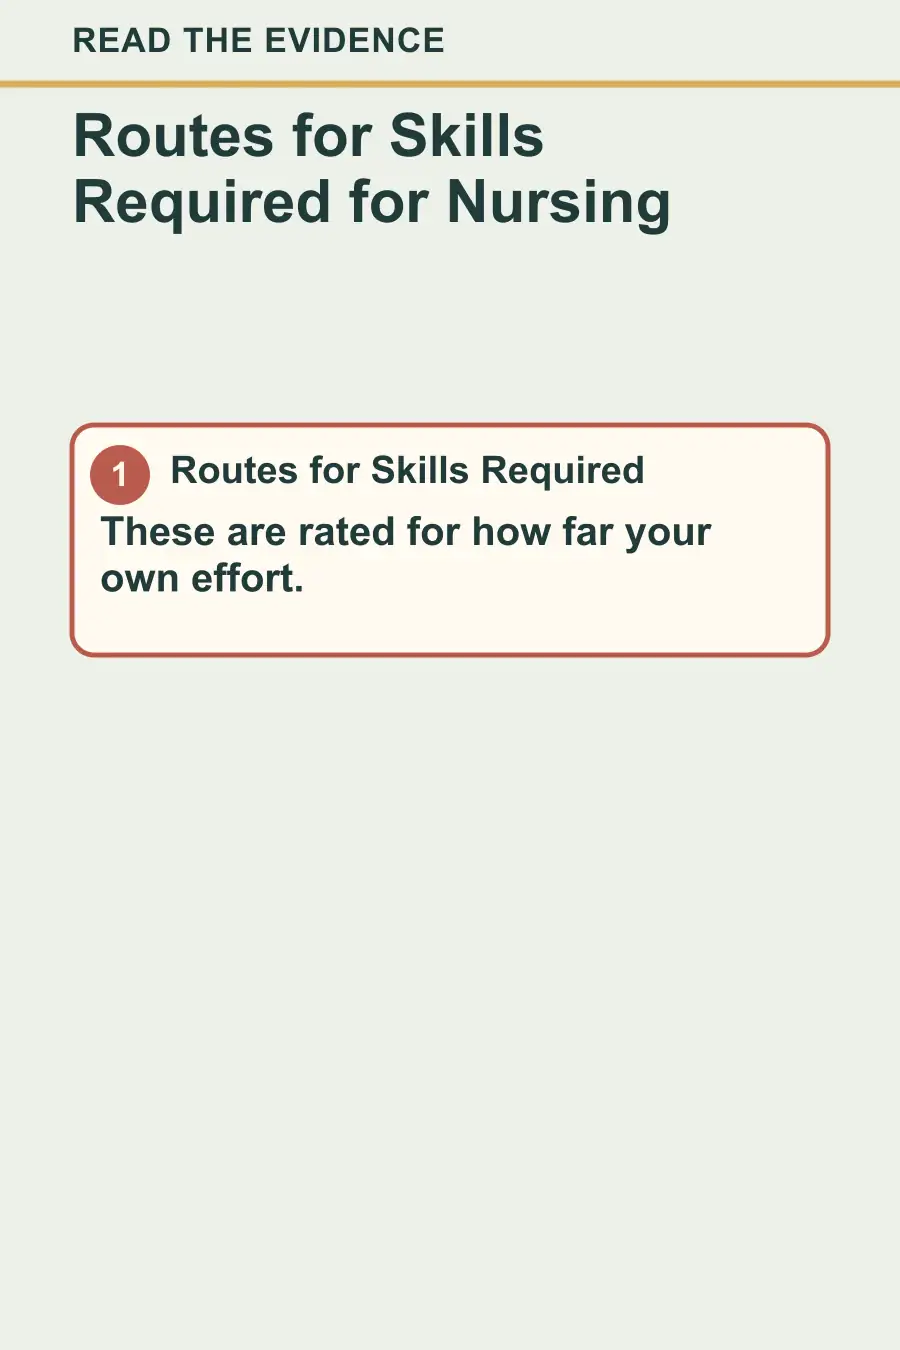 READ THE EVIDENCE
Routes for Skills
Required for Nursing
1 Routes for Skills Required
These are rated for how far your
own effort.